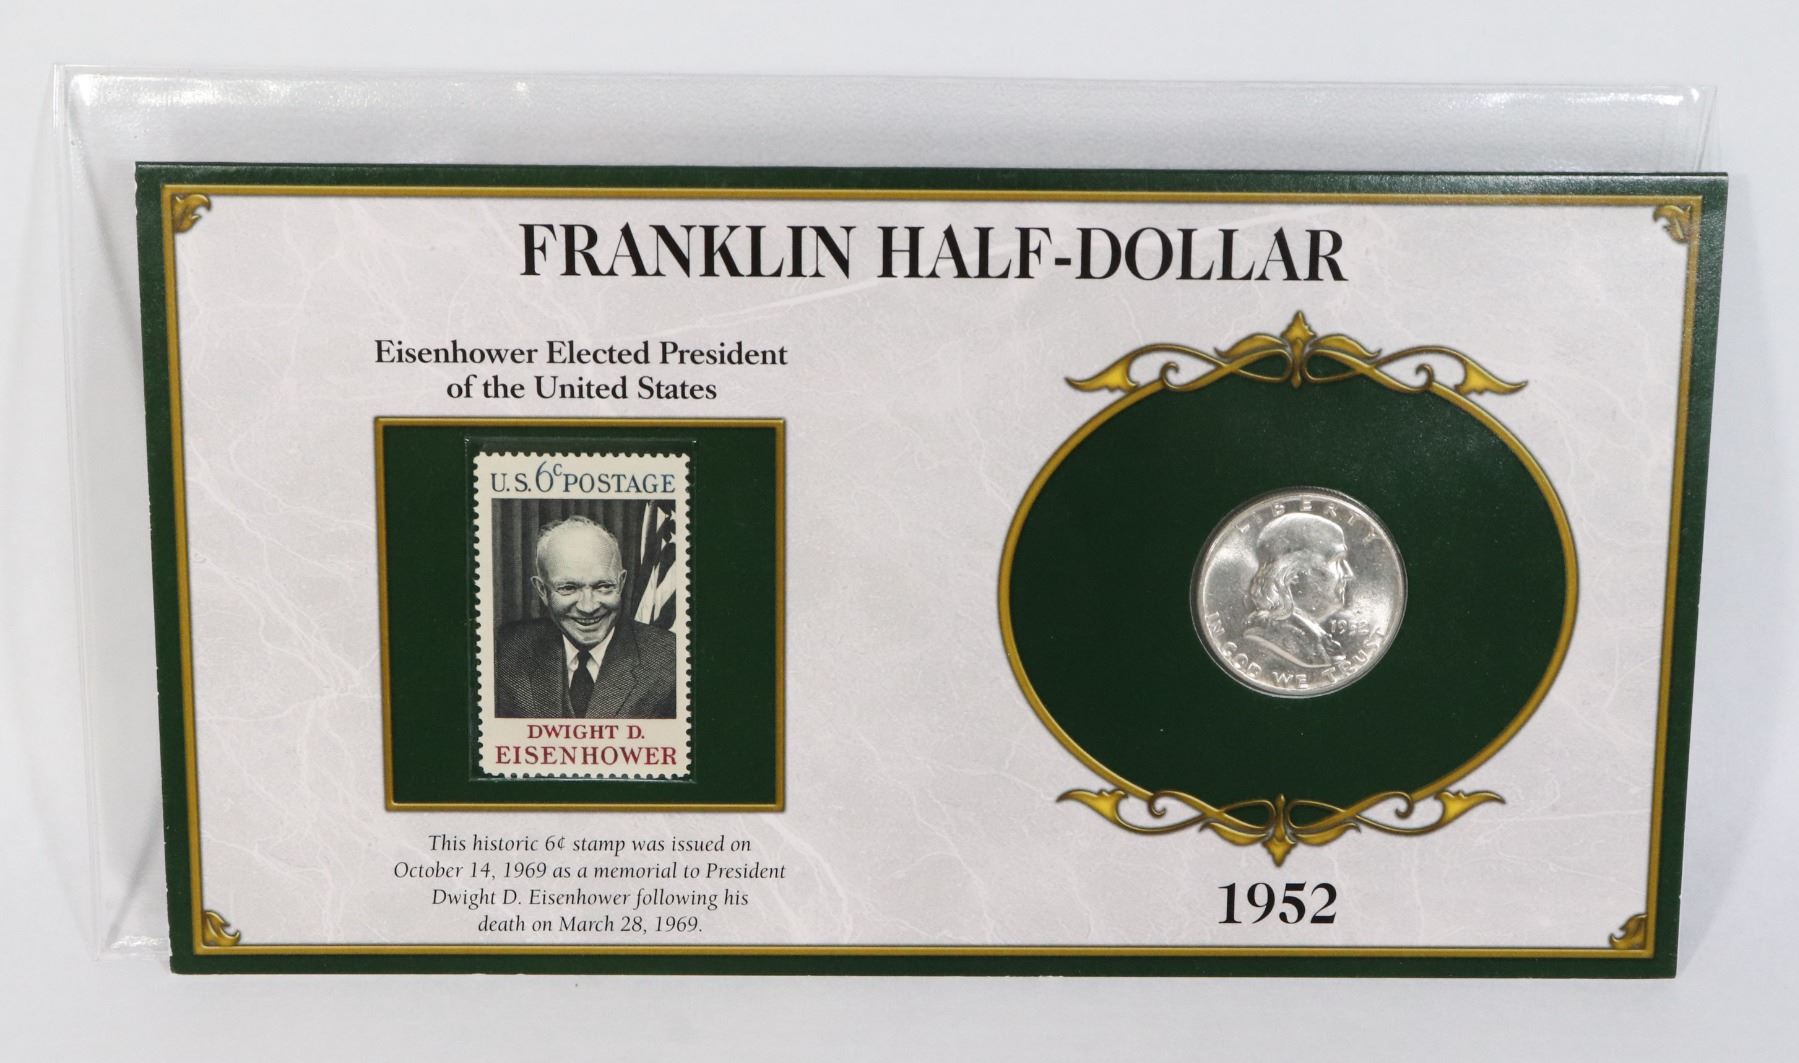 FRANKLIN HALF-DOLLAR
Eisenhower Elected President
of the United States
U.S. 6c POSTAGE
DWIGHT D.
EISENHOWER
This historic 6¢ stamp was issued on
October 14, 1969 as a memorial to President
Dwight D. Eisenhower following his
death on March 28, 1969.
LIBERTY
1952
IN GOD WE TRUST
1952